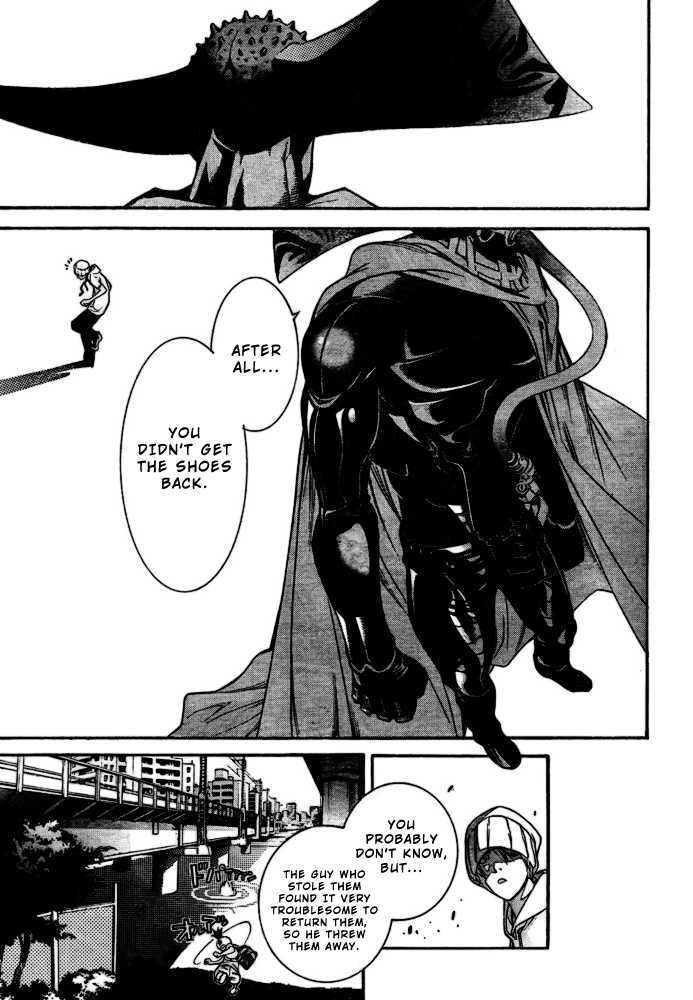 AFTER
ALL...
YOU
DIDN'T GET
THE SHOES
BACK.
YOU
PROBABLY
DON'T KNOW,
BUT...
THE GUY WHO
STOLE THEM
FOUND IT VERY
TROUBLESOME TO
RETURN THEM,
SO HE THREW
THEM AWAY.